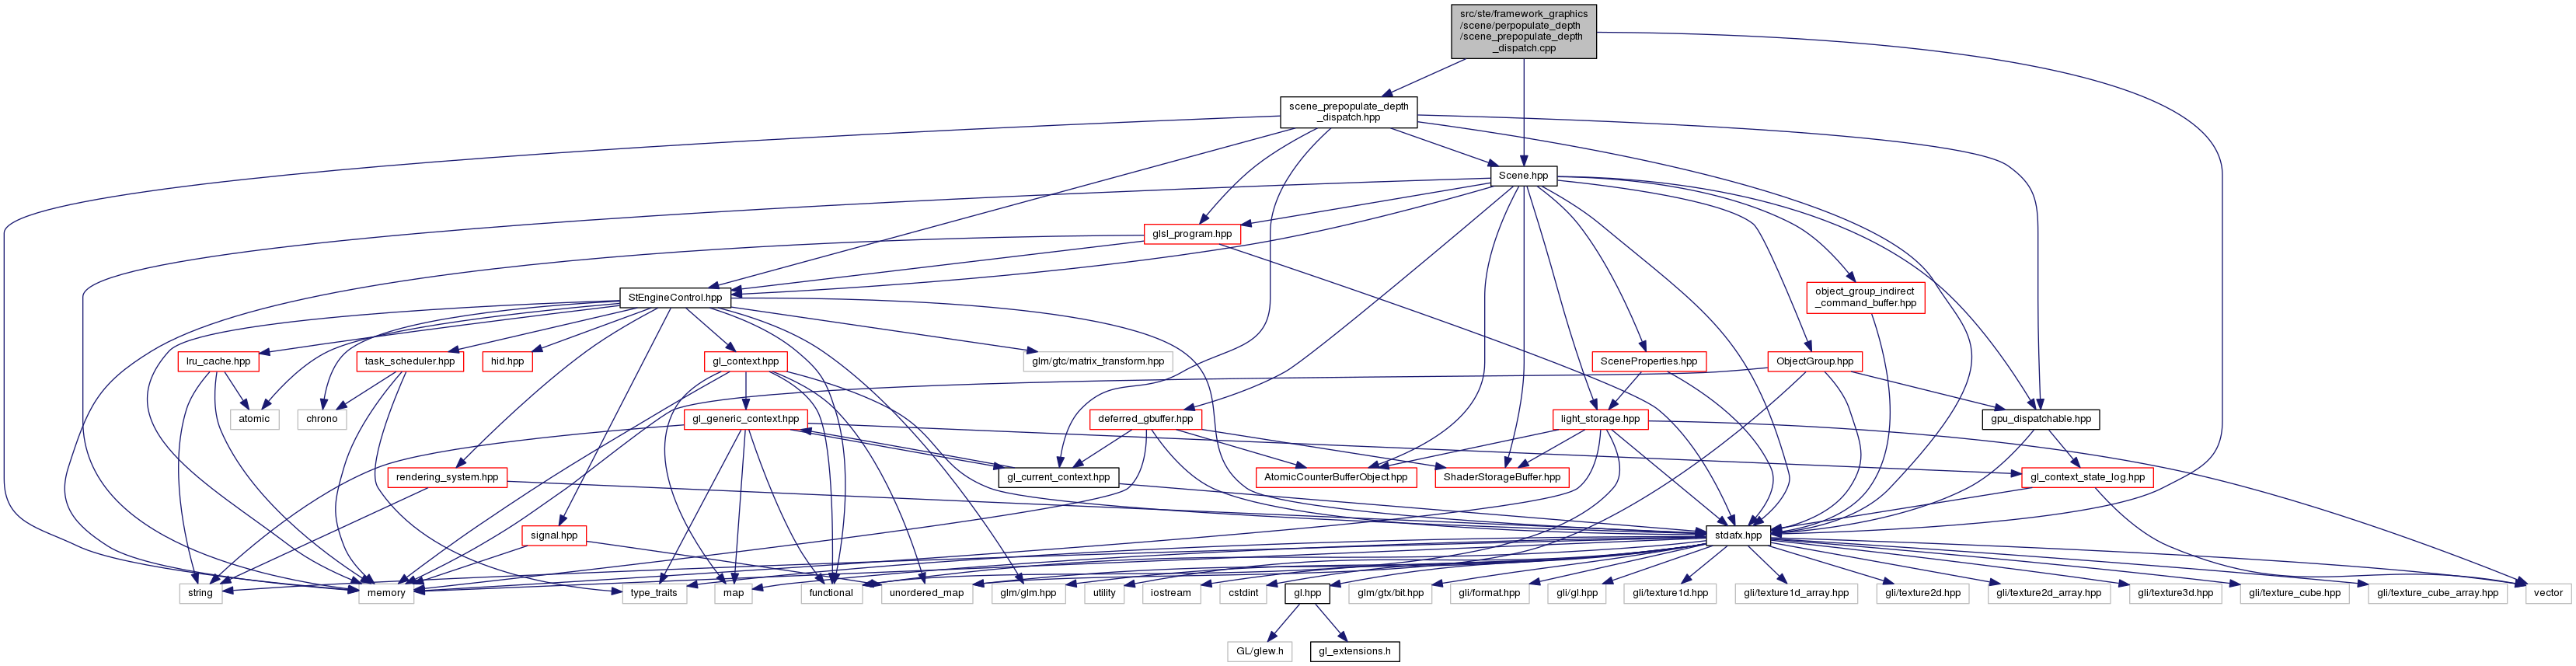 src/ste/framework_graphics
/scene/perpopulate_depth
/scene_prepopulate_depth
_dispatch.cpp
scene_prepopulate_depth
_dispatch.hpp
Scene.hpp
glsl_program.hpp
StEngineControl.hpp
object_group_indirect
_command_buffer.hpp
lru_cache.hpp
task_scheduler.hpp
hid.hpp
gl_context.hpp
glm/gtc/matrix_transform.hpp
SceneProperties.hpp
ObjectGroup.hpp
atomic
chrono
gl_generic_context.hpp
deferred_gbuffer.hpp
light_storage.hpp
gpu_dispatchable.hpp
rendering_system.hpp
gl_current_context.hpp
AtomicCounterBufferObject.hpp
ShaderStorageBuffer.hpp
gl_context_state_log.hpp
signal.hpp
stdafx.hpp
string
memory
type_traits
map
functional
unordered_map
glm/glm.hpp
utility
iostream
cstdint
gl.hpp
glm/gtx/bit.hpp
gli/format.hpp
gli/gl.hpp
gli/texture1d.hpp
gli/texture1d_array.hpp
gli/texture2d.hpp
gli/texture2d_array.hpp
gli/texture3d.hpp
gli/texture_cube.hpp
gli/texture_cube_array.hpp
vector
GL/glew.h
gl_extensions.h